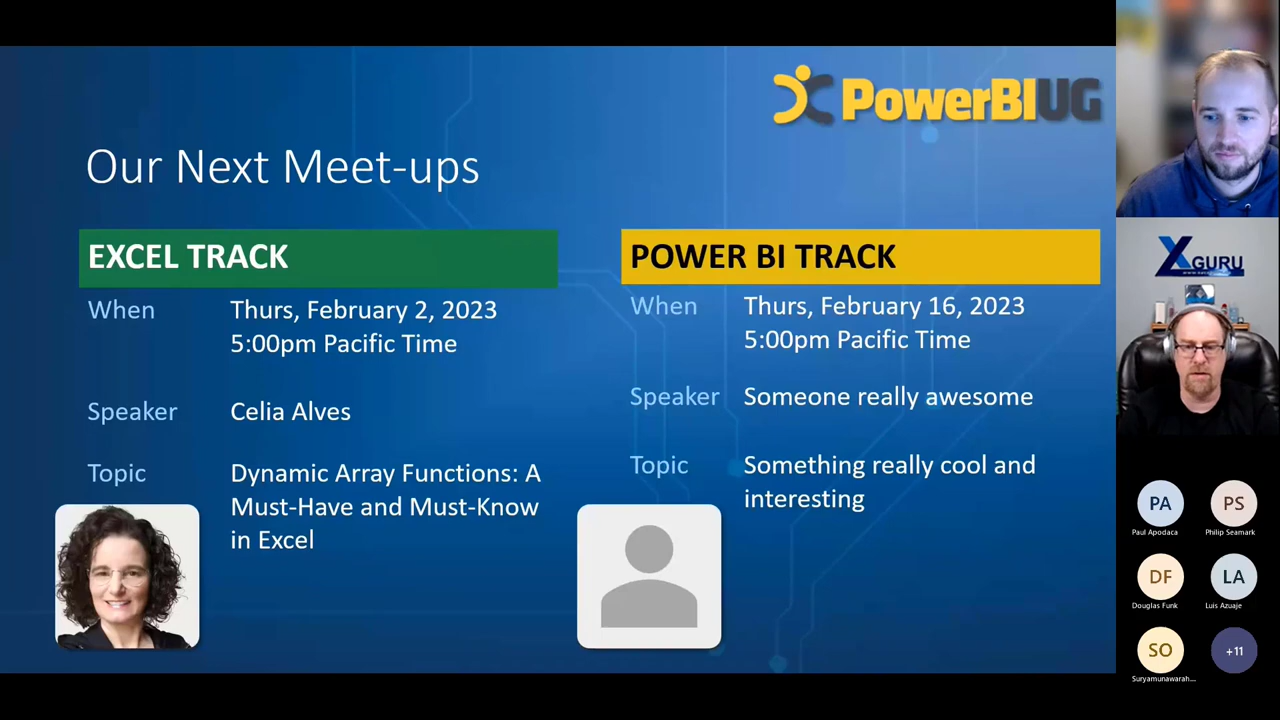 PowerBIUG
Our Next Meet-ups
EXCEL TRACK
When
Thurs, February 2, 2023
5:00pm Pacific Time
Speaker
Celia Alves
Topic
Dynamic Array Functions: A
Must-Have and Must-Know
in Excel
POWER BI TRACK
When
Thurs, February 16, 2023
5:00pm Pacific Time
Speaker
Someone really awesome
Topic
Something really cool and
interesting
X GURU
PA
Paul Apodaca
PS
Philip Seamark
DF
Douglas Funk
LA
Luis Azuaje
SO
Suryamunawarah...
+11